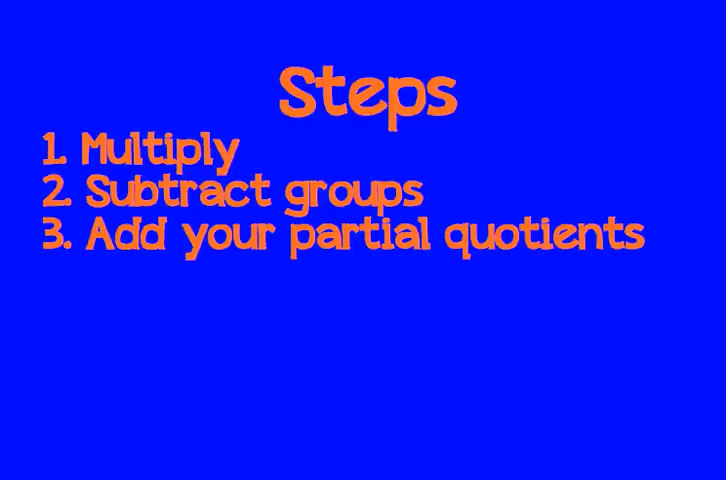 Steps
1. Multiply
2. Subtract groups
3. Add your partial quotients